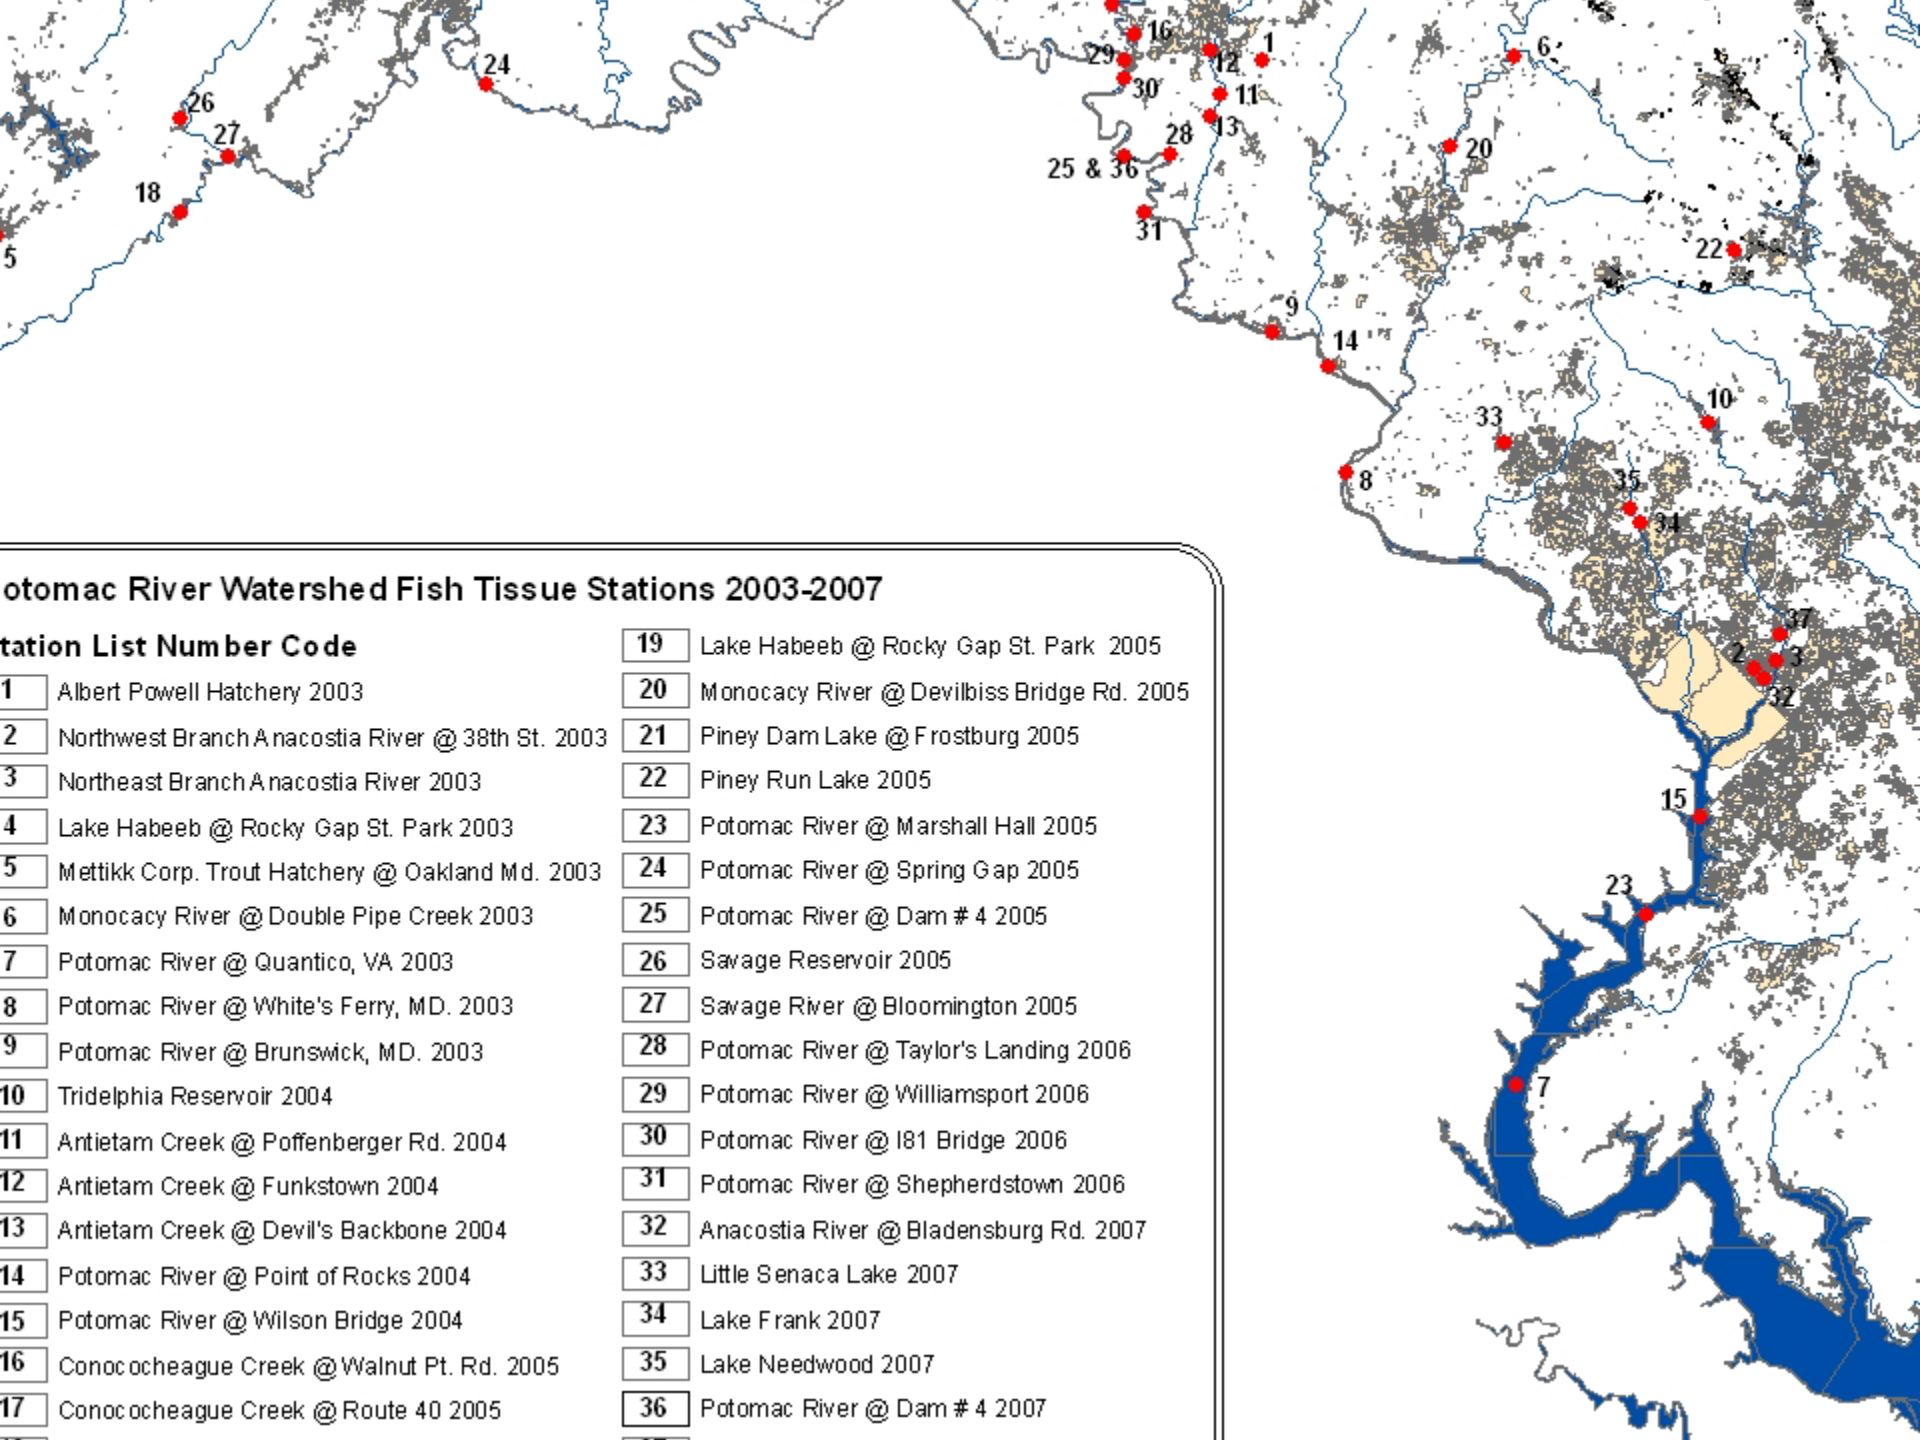 16
29
12
1
6
24
30
11
26
13
27
28
20
25 & 36
18
31
22
5
9
14
10
33
35
8
34
37
2
3
32
15
23
7
otomac River Watershed Fish Tissue Stations 2003-2007
tation List Number Code
1 Albert Powell Hatchery 2003
2 Northwest Branch Anacostia River @ 38th St. 2003
3 Northeast Branch Anacostia River 2003
4 Lake Habeeb @ Rocky Gap St. Park 2003
5 Mettikk Corp. Trout Hatchery @ Oakland Md. 2003
6 Monocacy River @ Double Pipe Creek 2003
7 Potomac River @ Quantico, VA 2003
8 Potomac River @ White's Ferry, MD. 2003
9 Potomac River @ Brunswick, MD. 2003
10 Tridelphia Reservoir 2004
11 Antietam Creek @ Poffenberger Rd. 2004
12 Antietam Creek @ Funkstown 2004
13 Antietam Creek @ Devil's Backbone 2004
14 Potomac River @ Point of Rocks 2004
15 Potomac River @ Wilson Bridge 2004
16 Conococheague Creek @ Walnut Pt. Rd. 2005
17 Conococheague Creek @ Route 40 2005
19 Lake Habeeb @ Rocky Gap St. Park 2005
20 Monocacy River @ Devilbiss Bridge Rd. 2005
21 Piney Dam Lake @ Frostburg 2005
22 Piney Run Lake 2005
23 Potomac River @ Marshall Hall 2005
24 Potomac River @ Spring Gap 2005
25 Potomac River @ Dam # 4 2005
26 Savage Reservoir 2005
27 Savage River @ Bloomington 2005
28 Potomac River @ Taylor's Landing 2006
29 Potomac River @ Williamsport 2006
30 Potomac River @ I81 Bridge 2006
31 Potomac River @ Shepherdstown 2006
32 Anacostia River @ Bladensburg Rd. 2007
33 Little Senaca Lake 2007
34 Lake Frank 2007
35 Lake Needwood 2007
36 Potomac River @ Dam # 4 2007